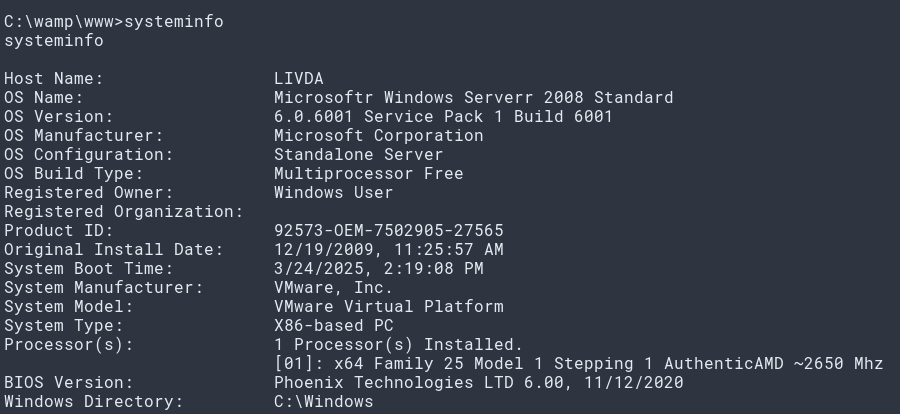 C:\wamp\www>systeminfo
systeminfo
Host Name: LIVDA
OS Name: Microsoftr Windows Serverr 2008 Standard
OS Version: 6.0.6001 Service Pack 1 Build 6001
OS Manufacturer: Microsoft Corporation
OS Configuration: Standalone Server
OS Build Type: Multiprocessor Free
Registered Owner: Windows User
Registered Organization:
Product ID: 92573-OEM-7502905-27565
Original Install Date: 12/19/2009, 11:25:57 AM
System Boot Time: 3/24/2025, 2:19:08 PM
System Manufacturer: VMware, Inc.
System Model: VMware Virtual Platform
System Type: X86-based PC
Processor(s): 1 Processor(s) Installed.
[01]: x64 Family 25 Model 1 Stepping 1 AuthenticAMD ~2650 Mhz
BIOS Version: Phoenix Technologies LTD 6.00, 11/12/2020
Windows Directory: C:\Windows